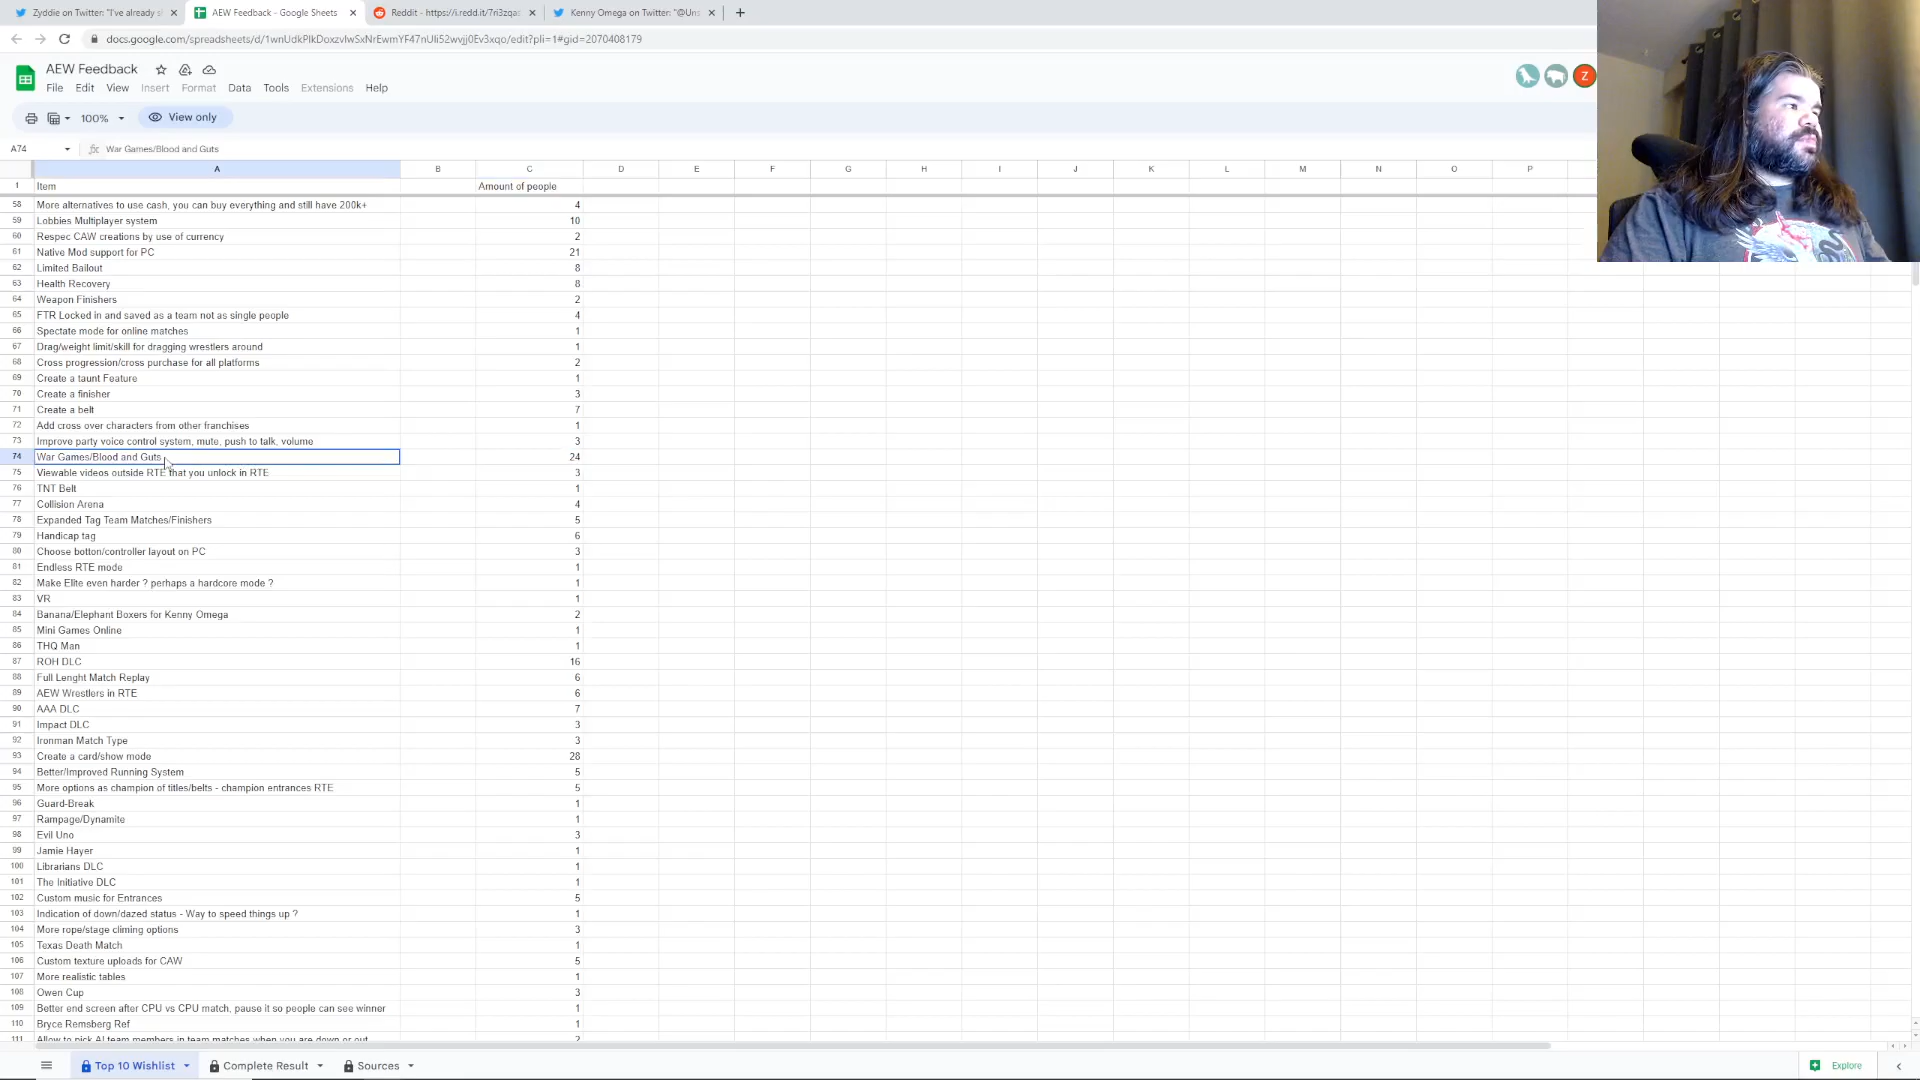 Zyddie on Twitter: "I've already s
AEW Feedback - Google Sheets
Reddit - https://i.redd.it/7ri3zqas
Kenny Omega on Twitter: "@Uns
AEW Feedback
File Edit View Insert Format Data Tools Extensions Help
Z
100% View only
A74 fx War Games/Blood and Guts
A B C D E F G H I J K L M N O P
1 Item Amount of people
58 More alternatives to use cash, you can buy everything and still have 200k+ 4
59 Lobbies Multiplayer system 10
60 Respec CAW creations by use of currency 2
61 Native Mod support for PC 21
62 Limited Bailout 8
63 Health Recovery 8
64 Weapon Finishers 2
65 FTR Locked in and saved as a team not as single people 4
66 Spectate mode for online matches 1
67 Drag/weight limit/skill for dragging wrestlers around 1
68 Cross progression/cross purchase for all platforms 2
69 Create a taunt Feature 1
70 Create a finisher 3
71 Create a belt 7
72 Add cross over characters from other franchises 1
73 Improve party voice control system, mute, push to talk, volume 3
74 War Games/Blood and Guts 24
75 Viewable videos outside RTE that you unlock in RTE 3
76 TNT Belt 1
77 Collision Arena 4
78 Expanded Tag Team Matches/Finishers 5
79 Handicap tag 6
80 Choose botton/controller layout on PC 3
81 Endless RTE mode 1
82 Make Elite even harder ? perhaps a hardcore mode ? 1
83 VR 1
84 Banana/Elephant Boxers for Kenny Omega 2
85 Mini Games Online 1
86 THQ Man 1
87 ROH DLC 16
88 Full Lenght Match Replay 6
89 AEW Wrestlers in RTE 6
90 AAA DLC 7
91 Impact DLC 3
92 Ironman Match Type 3
93 Create a card/show mode 28
94 Better/Improved Running System 5
95 More options as champion of titles/belts - champion entrances RTE 5
96 Guard-Break 1
97 Rampage/Dynamite 1
98 Evil Uno 3
99 Jamie Hayer 1
100 Librarians DLC 1
101 The Initiative DLC 1
102 Custom music for Entrances 5
103 Indication of down/dazed status - Way to speed things up ? 1
104 More rope/stage climing options 3
105 Texas Death Match 1
106 Custom texture uploads for CAW 5
107 More realistic tables 1
108 Owen Cup 3
109 Better end screen after CPU vs CPU match, pause it so people can see winner 1
110 Bryce Remsberg Ref 1
111 Allow to pick AI team members in team matches when you are down or out 2
Top 10 Wishlist Complete Result Sources Explore